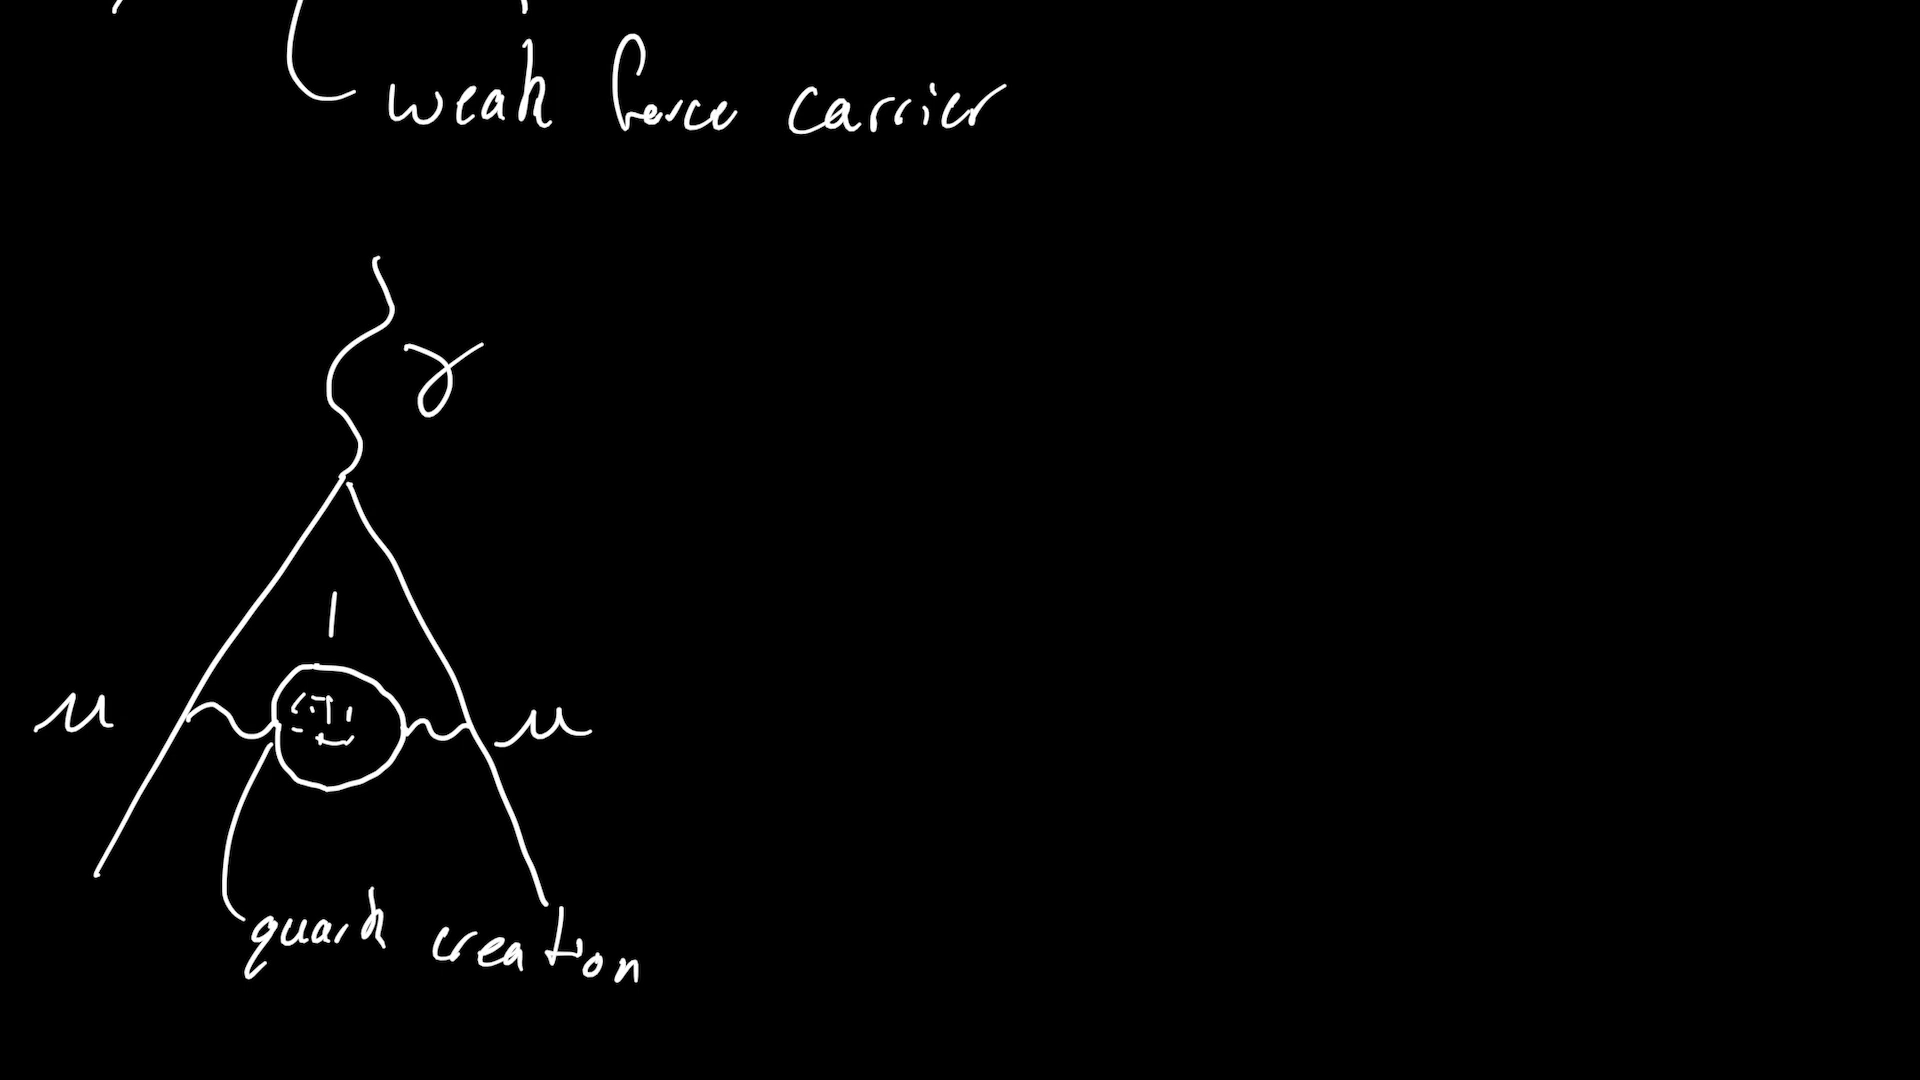 weak force carrier
γ
μ μ
quark creation